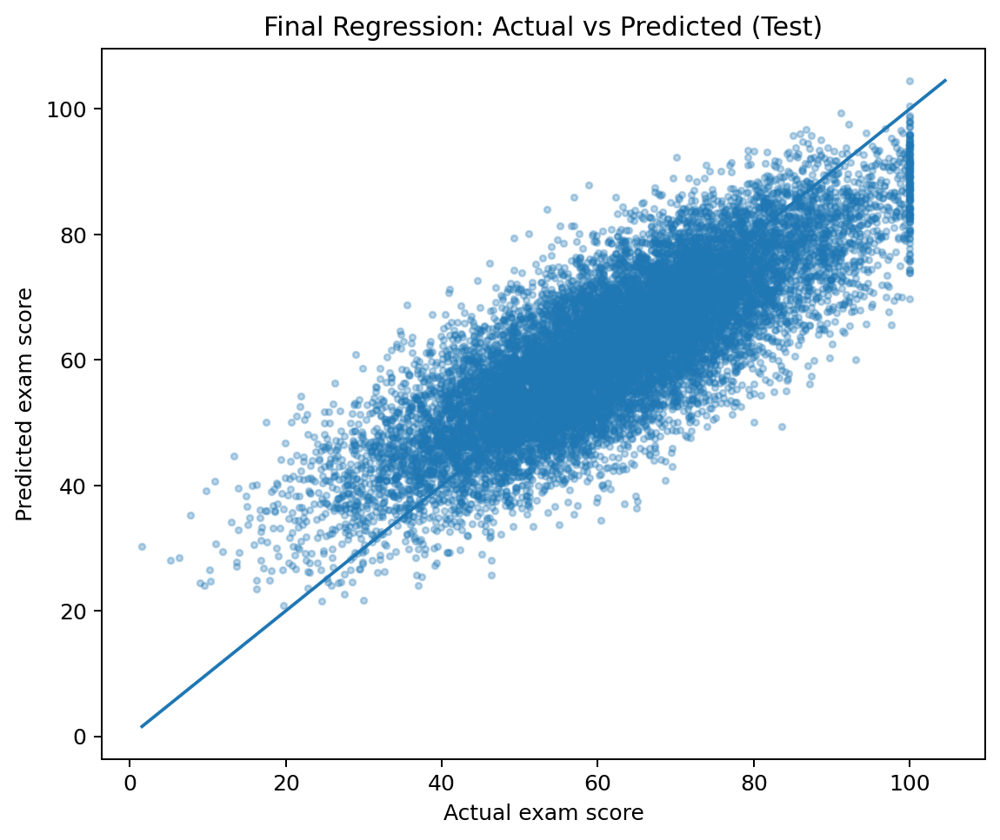 Final Regression: Actual vs Predicted (Test)
100
80
60
40
20
0
Predicted exam score
0 20 40 60 80 100
Actual exam score